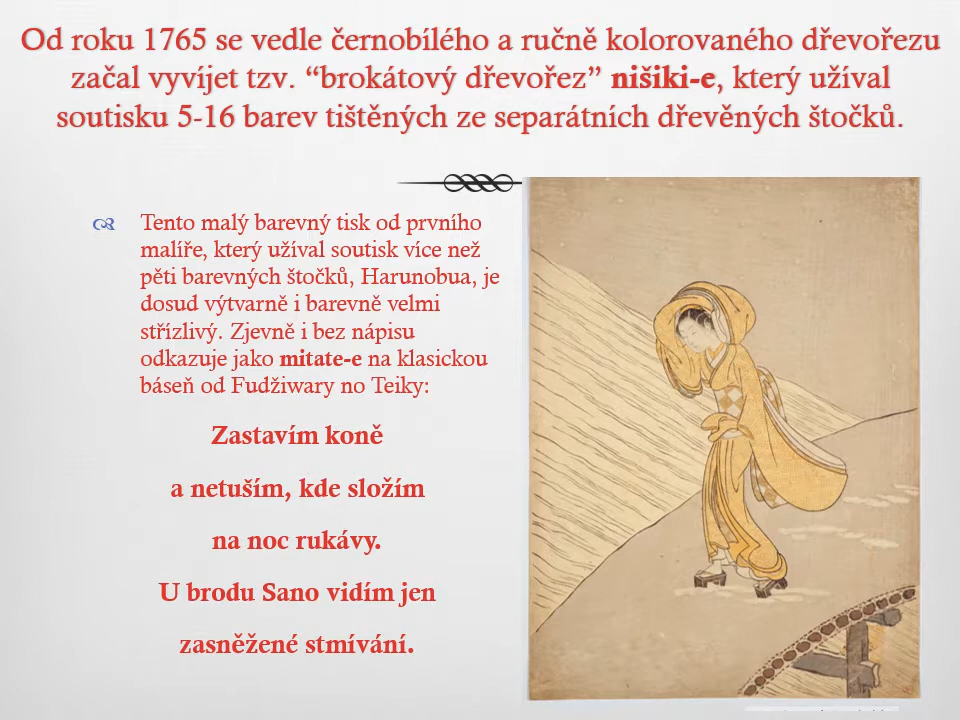 Od roku 1765 se vedle černobílého a ručně kolorovaného dřevořezu
začal vyvíjet tzv. “brokátový dřevořez” nišiki-e, který užíval
soutisku 5-16 barev tištěných ze separátních dřevěných štočků.
Tento malý barevný tisk od prvního
malíře, který užíval soutisk více než
pěti barevných štočků, Harunobua, je
dosud výtvarně i barevně velmi
střízlivý. Zjevně i bez nápisu
odkazuje jako mitate-e na klasickou
báseň od Fudžiwary no Teiky:
Zastavím koně
a netuším, kde složím
na noc rukávy.
U brodu Sano vidím jen
zasněžené stmívání.